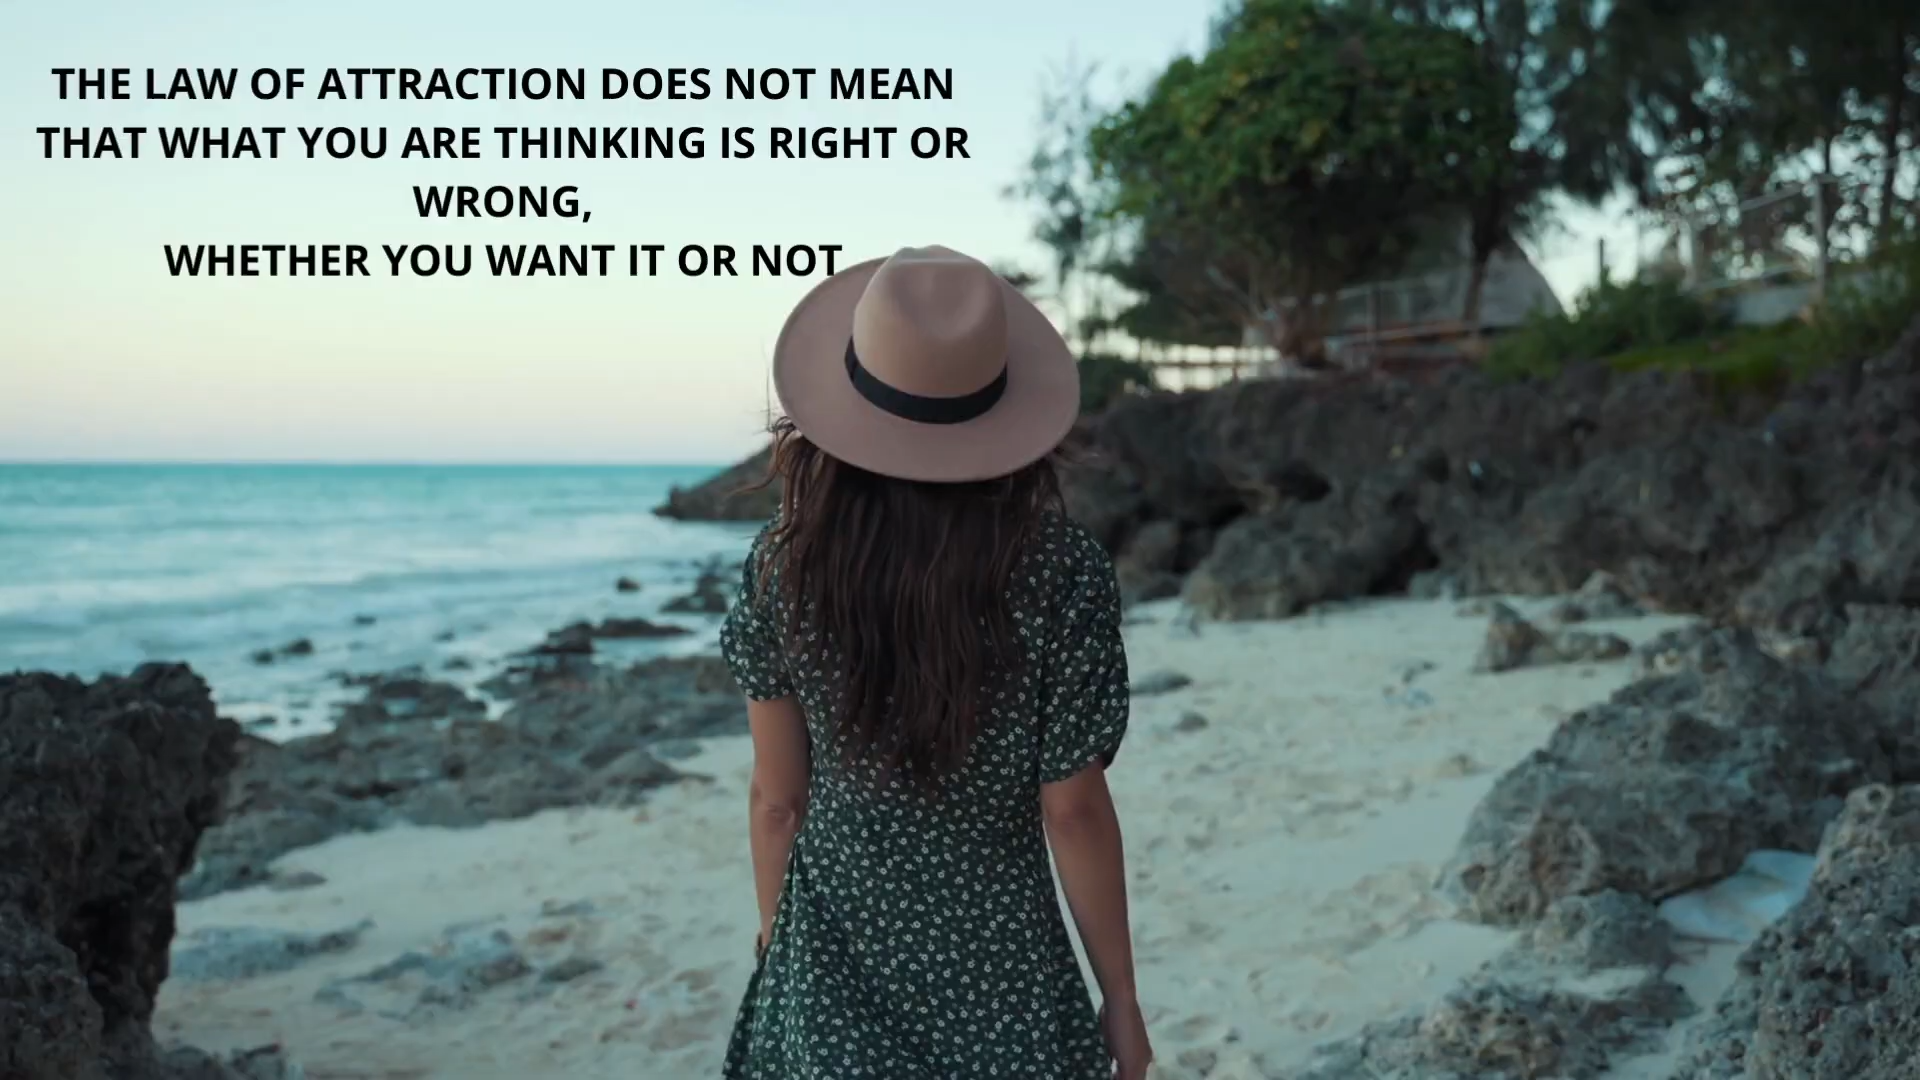 THE LAW OF ATTRACTION DOES NOT MEAN
THAT WHAT YOU ARE THINKING IS RIGHT OR
WRONG,
WHETHER YOU WANT IT OR NOT